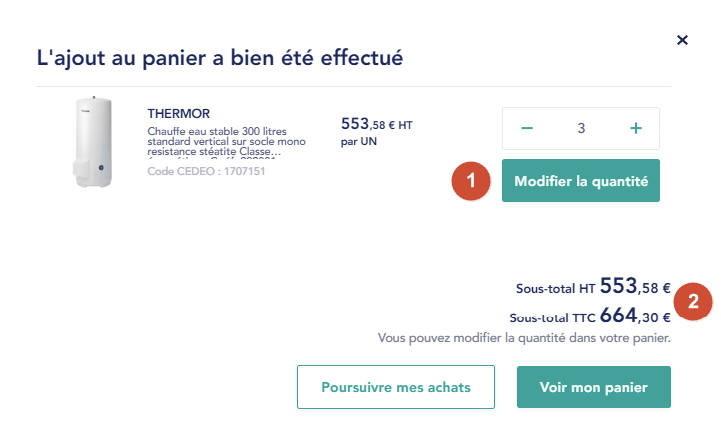 L'ajout au panier a bien été effectué
THERMOR
Chauffe eau stable 300 litres
standard vertical sur socle mono
resistance stéatite Classe...
Code CEDEO : 1707151
553,58 € HT
par UN
3
1
Modifier la quantité
Sous-total HT 553,58 €
2
Sous-total TTC 664,30 €
Vous pouvez modifier la quantité dans votre panier.
Poursuivre mes achats
Voir mon panier